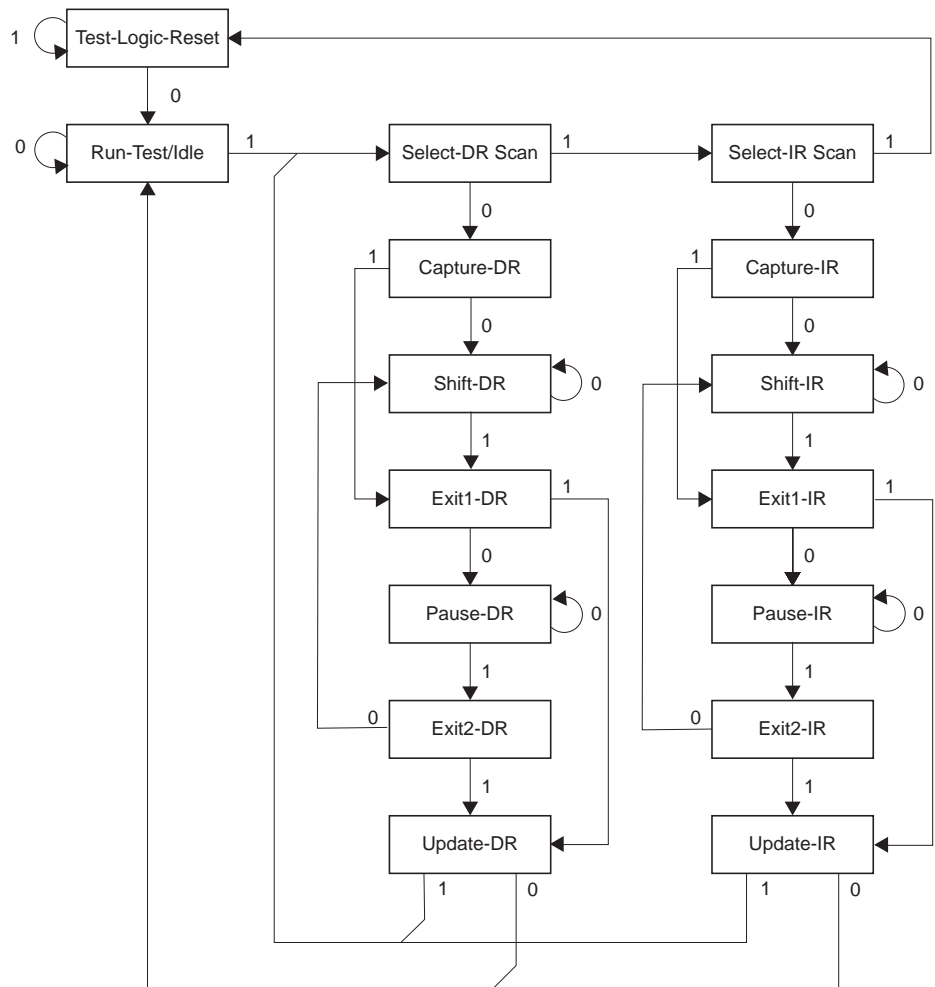 1 Test-Logic-Reset
0
0 Run-Test/Idle 1 Select-DR Scan 1 Select-IR Scan 1
0 0
1 Capture-DR 1 Capture-IR
0 0
Shift-DR 0 Shift-IR 0
1 1
Exit1-DR 1 Exit1-IR 1
0 0
Pause-DR 0 Pause-IR 0
1 1
0 Exit2-DR 0 Exit2-IR
1 1
Update-DR Update-IR
1 0 1 0